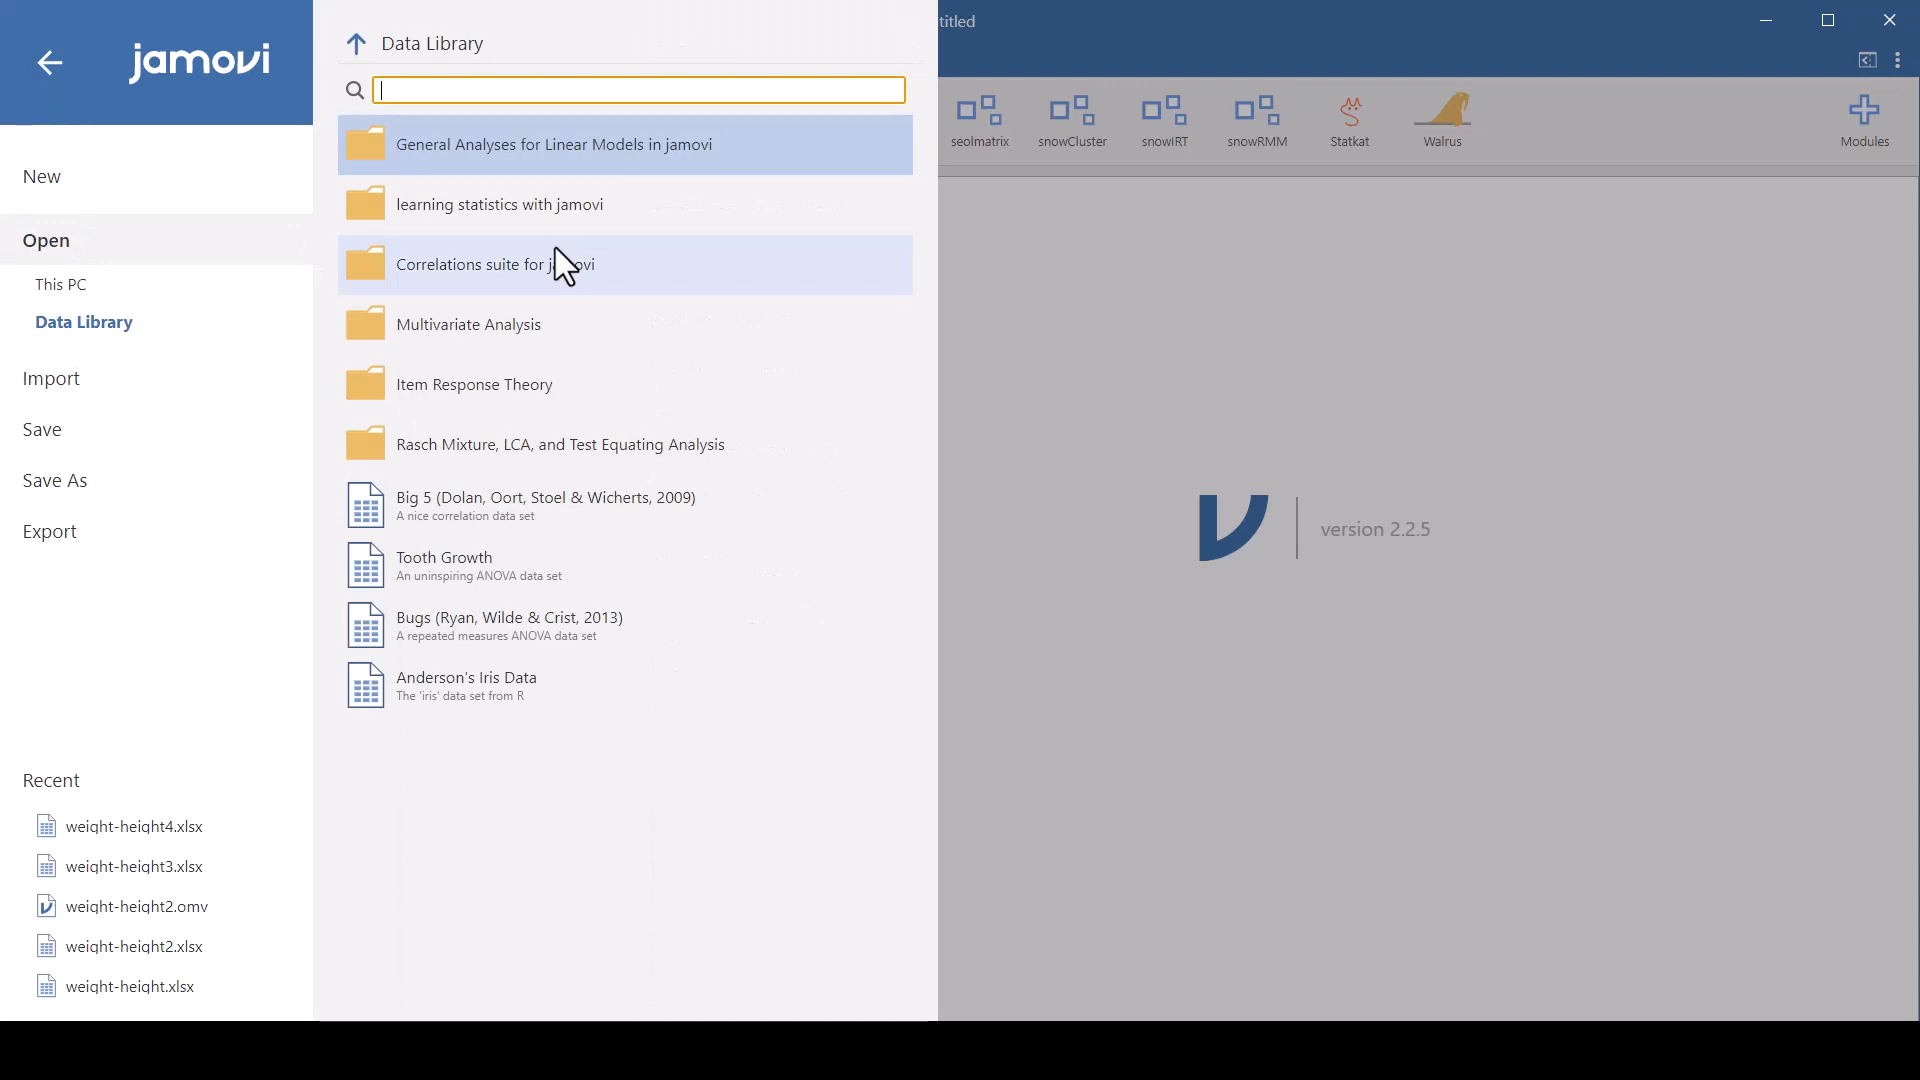 jamovi
New
Open
This PC
Data Library
Import
Save
Save As
Export
Recent
weight-height4.xlsx
weight-height3.xlsx
weight-height2.omv
weight-height2.xlsx
weight-height.xlsx
Data Library
General Analyses for Linear Models in jamovi
learning statistics with jamovi
Correlations suite for jamovi
Multivariate Analysis
Item Response Theory
Rasch Mixture, LCA, and Test Equating Analysis
Big 5 (Dolan, Oort, Stoel & Wicherts, 2009)
A nice correlation data set
Tooth Growth
An uninspiring ANOVA data set
Bugs (Ryan, Wilde & Crist, 2013)
A repeated measures ANOVA data set
Anderson's Iris Data
The 'iris' data set from R
titled
seolmatrix
snowCluster
snowIRT
snowRMM
Statkat
Walrus
Modules
version 2.2.5